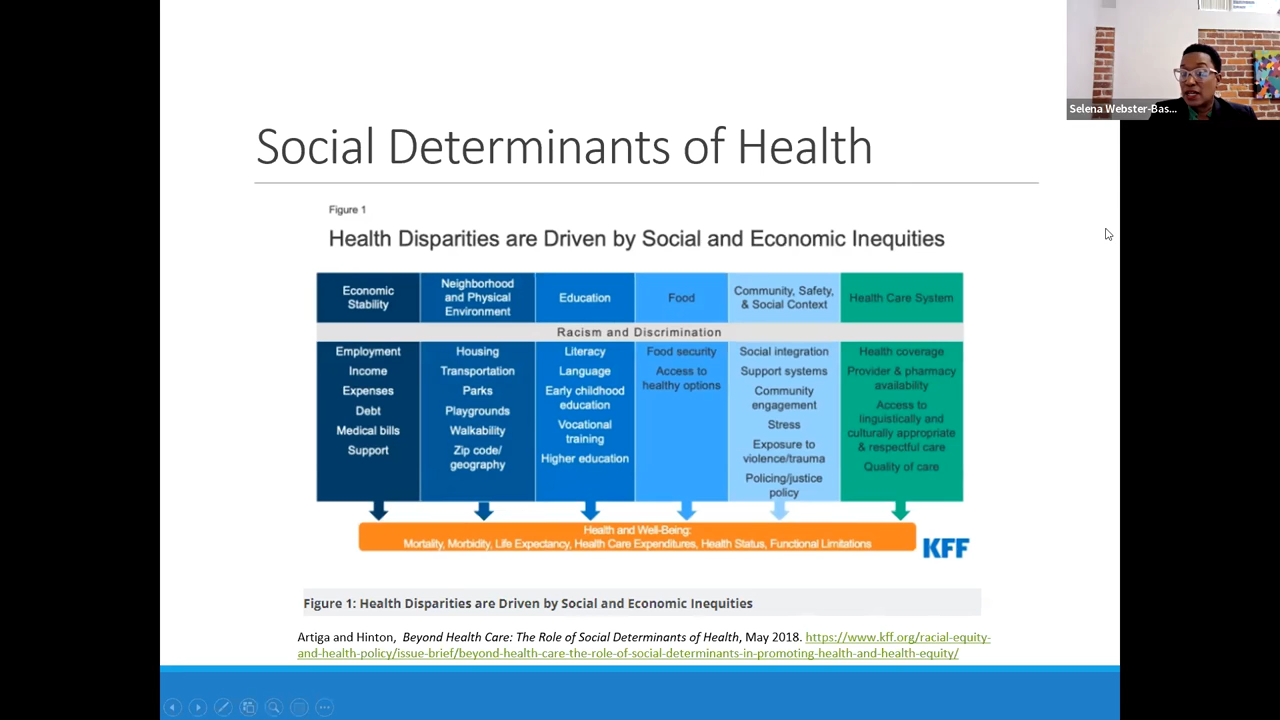 Social Determinants of Health
Selena Webster-Bas...
Figure 1
Health Disparities are Driven by Social and Economic Inequities
Economic
Stability
Neighborhood
and Physical
Environment
Education
Food
Community, Safety,
& Social Context
Health Care System
Racism and Discrimination
Employment
Income
Expenses
Debt
Medical bills
Support
Housing
Transportation
Parks
Playgrounds
Walkability
Zip code/
geography
Literacy
Language
Early childhood
education
Vocational
training
Higher education
Food security
Access to
healthy options
Social integration
Support systems
Community
engagement
Stress
Exposure to
violence/trauma
Policing/justice
policy
Health coverage
Provider & pharmacy
availability
Access to
linguistically and
culturally appropriate
& respectful care
Quality of care
Health and Well-Being:
Mortality, Morbidity, Life Expectancy, Health Care Expenditures, Health Status, Functional Limitations
KFF
Figure 1: Health Disparities are Driven by Social and Economic Inequities
Artiga and Hinton, Beyond Health Care: The Role of Social Determinants of Health, May 2018. https://www.kff.org/racial-equity-
and-health-policy/issue-brief/beyond-health-care-the-role-of-social-determinants-in-promoting-health-and-health-equity/